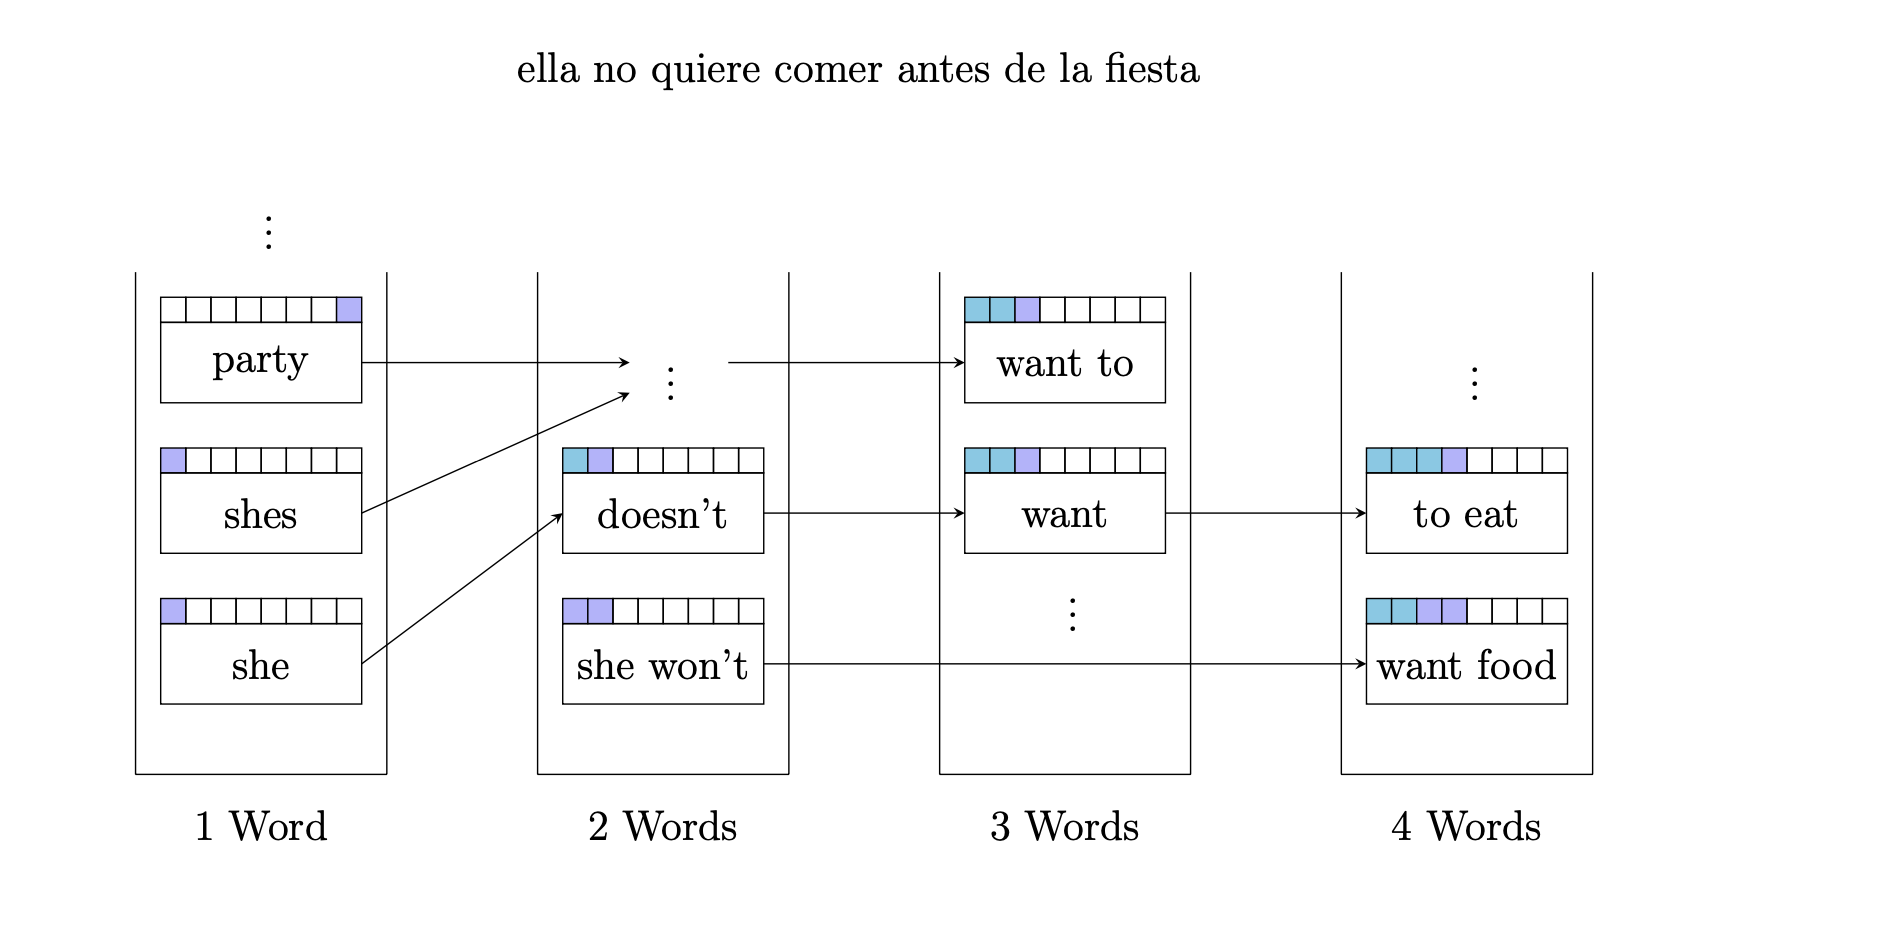 ella no quiere comer antes de la fiesta
⋮
party
⋮
want to
⋮
shes
doesn't
want
to eat
⋮
she
she won't
want food
1 Word
2 Words
3 Words
4 Words